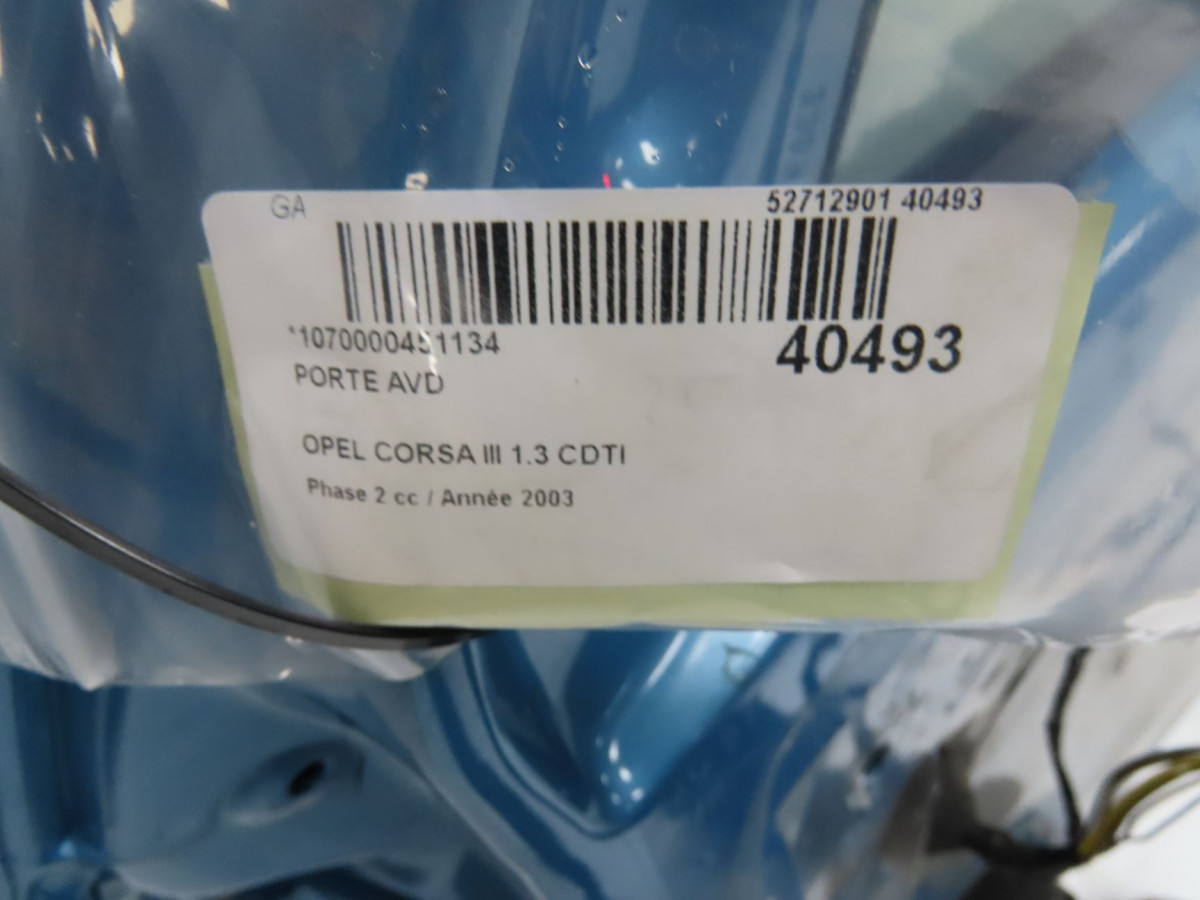 GA 52712901 40493
*1070000451134 40493
PORTE AVD
OPEL CORSA III 1.3 CDTI
Phase 2 cc / Année 2003